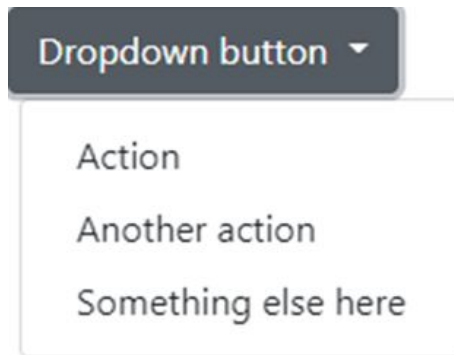 Dropdown button
Action
Another action
Something else here